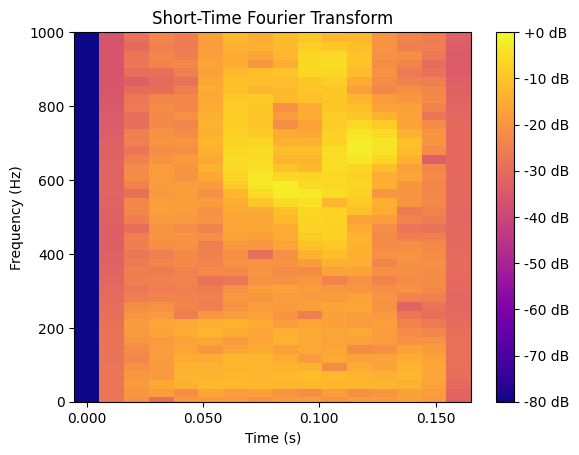 Short-Time Fourier Transform
Frequency (Hz)
1000
800
600
400
200
0
0.000
0.050
0.100
0.150
Time (s)
+0 dB
-10 dB
-20 dB
-30 dB
-40 dB
-50 dB
-60 dB
-70 dB
-80 dB